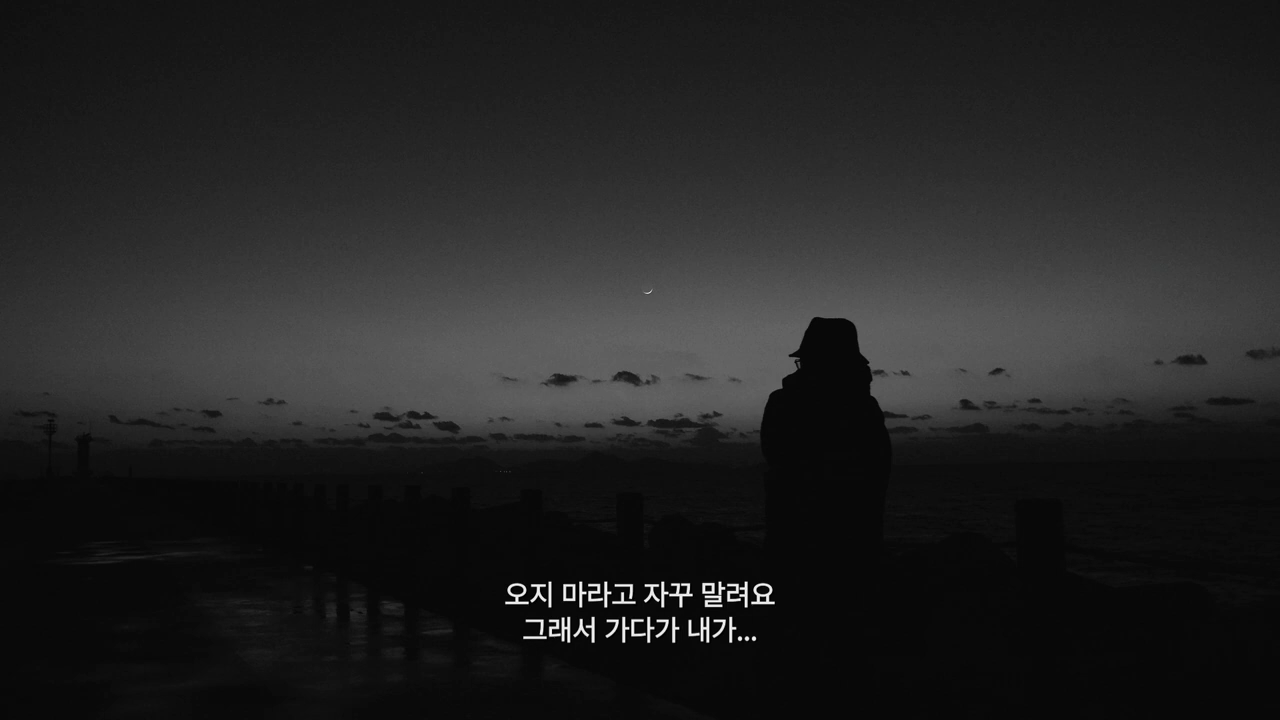 오지 마라고 자꾸 말려요
그래서 가다가 내가...